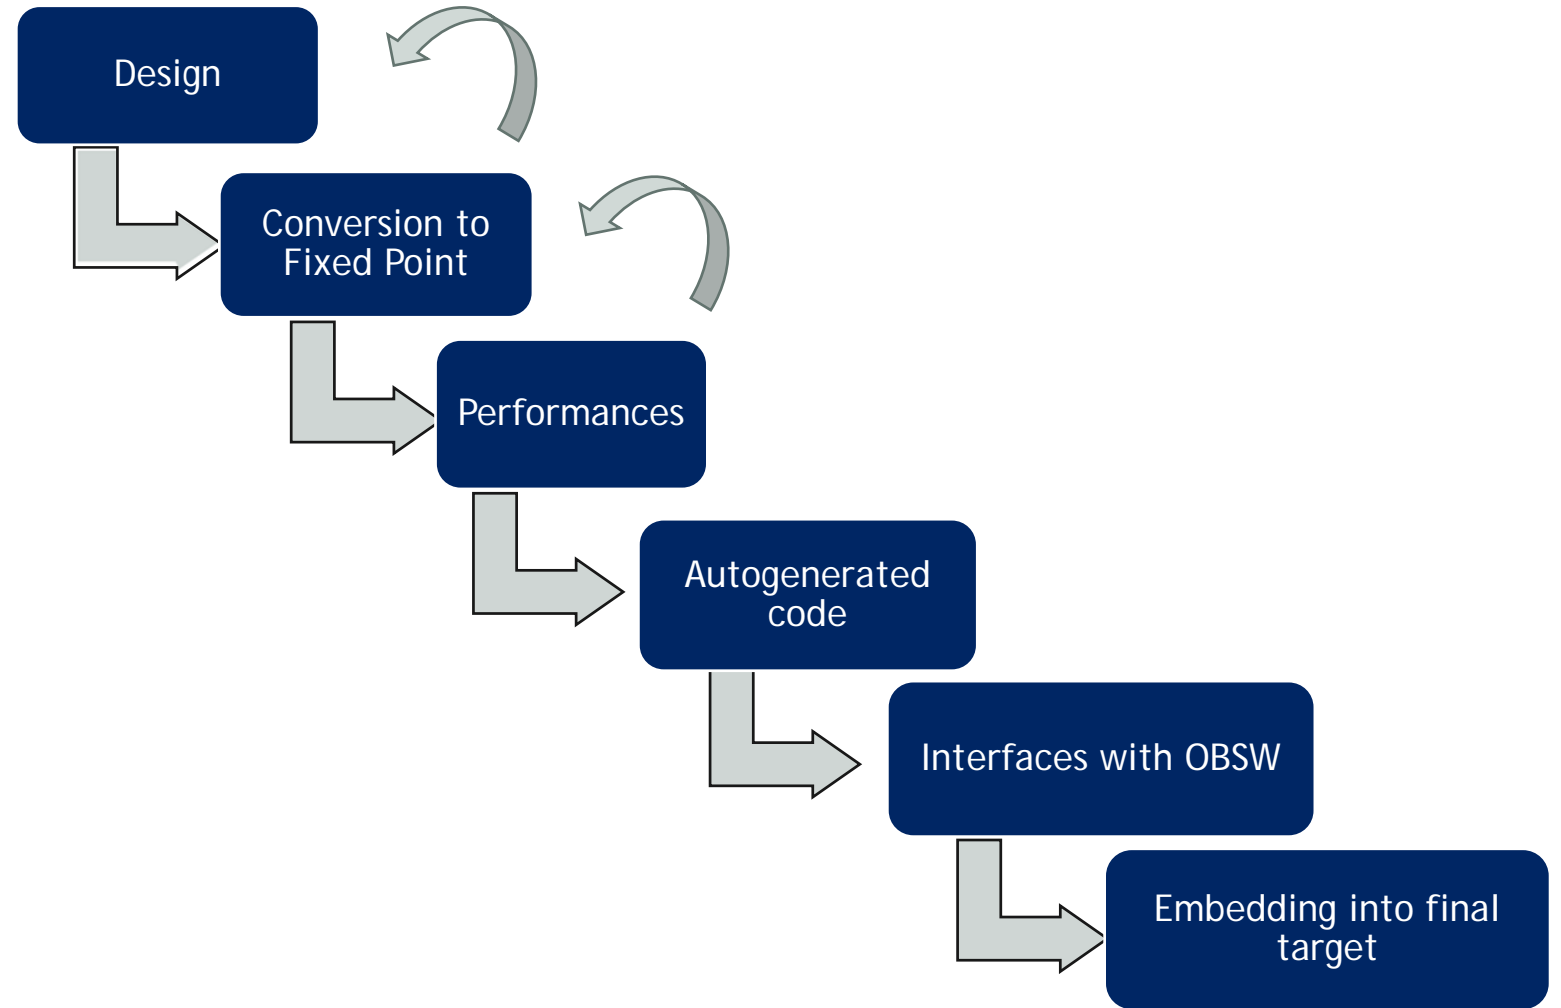 Design
Conversion to
Fixed Point
Performances
Autogenerated
code
Interfaces with OBSW
Embedding into final
target